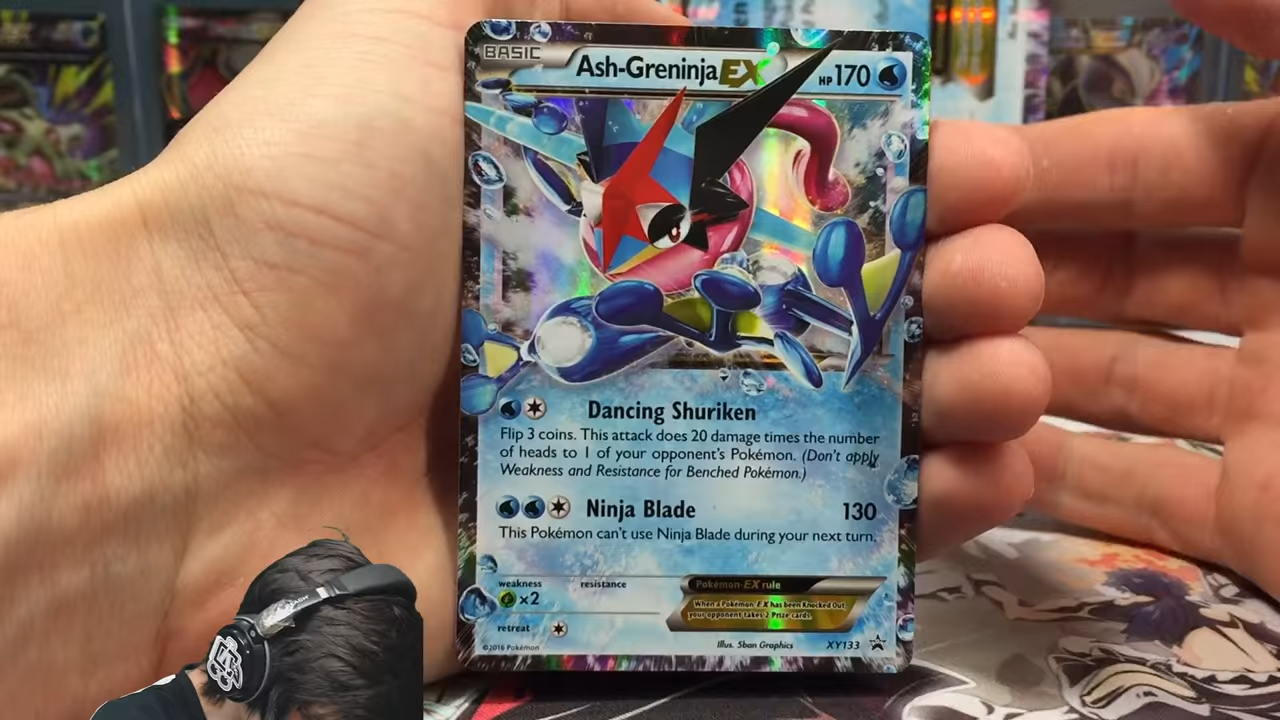 BASIC
Ash-Greninja EX
HP 170
Dancing Shuriken
Flip 3 coins. This attack does 20 damage times the number
of heads to 1 of your opponent's Pokémon. (Don't apply
Weakness and Resistance for Benched Pokémon.)
Ninja Blade 130
This Pokémon can't use Ninja Blade during your next turn.
weakness resistance
×2
Pokémon-EX rule
When a Pokémon-EX has been Knocked Out,
your opponent takes 2 Prize cards.
retreat
©2016 Pokémon Illus. 5ban Graphics XY133